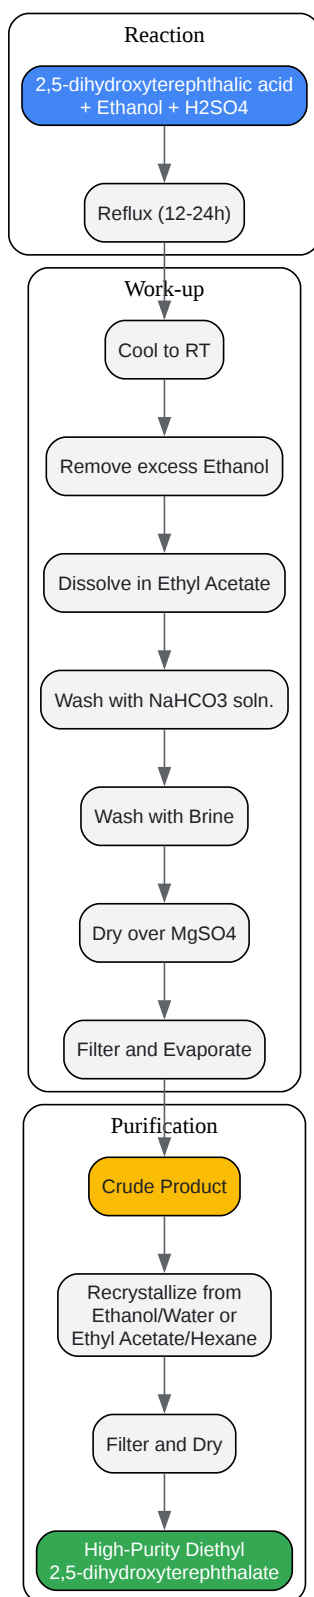 Reaction
2,5-dihydroxyterephthalic acid
+ Ethanol + H2SO4
Reflux (12-24h)
Work-up
Cool to RT
Remove excess Ethanol
Dissolve in Ethyl Acetate
Wash with NaHCO3 soln.
Wash with Brine
Dry over MgSO4
Filter and Evaporate
Purification
Crude Product
Recrystallize from
Ethanol/Water or
Ethyl Acetate/Hexane
Filter and Dry
High-Purity Diethyl
2,5-dihydroxyterephthalate